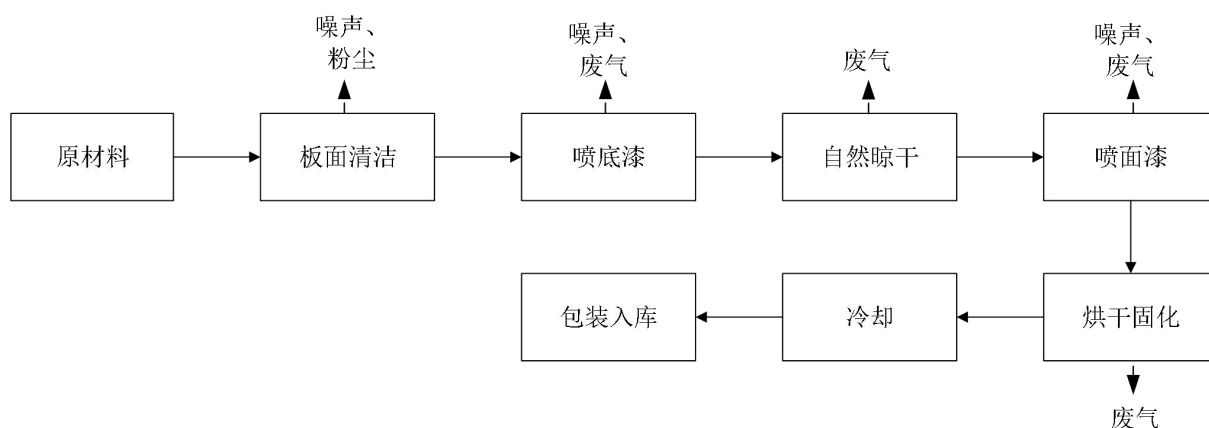 噪声、
粉尘
噪声、
废气
废气
噪声、
废气
原材料
板面清洁
喷底漆
自然晾干
喷面漆
包装入库
冷却
烘干固化
废气